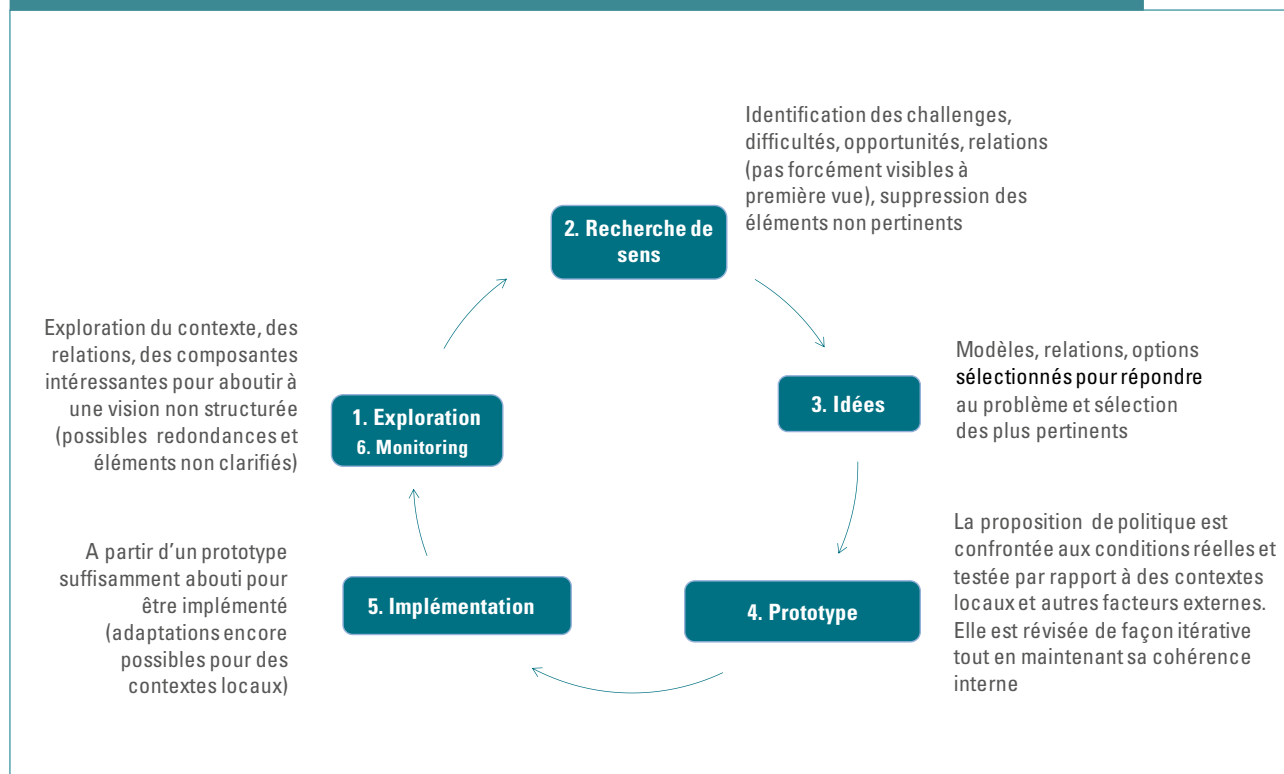 Identification des challenges,
difficultés, opportunités, relations
(pas forcément visibles à
première vue), suppression des
éléments non pertinents
2. Recherche de
sens
Exploration du contexte, des
relations, des composantes
intéressantes pour aboutir à
une vision non structurée
(possibles redondances et
éléments non clarifiés)
1. Exploration
6. Monitoring
3. Idées
Modèles, relations, options
sélectionnés pour répondre
au problème et sélection
des plus pertinents
A partir d'un prototype
suffisamment abouti pour
être implémenté
(adaptations encore
possibles pour des
contextes locaux)
5. Implémentation
4. Prototype
La proposition de politique est
confrontée aux conditions réelles et
testée par rapport à des contextes
locaux et autres facteurs externes.
Elle est révisée de façon itérative
tout en maintenant sa cohérence
interne